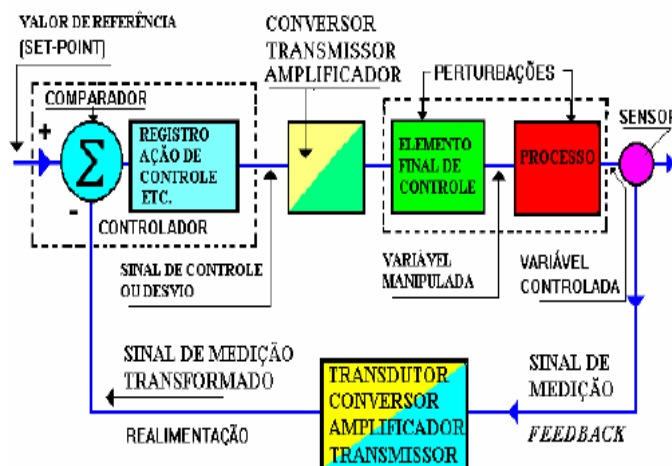 VALOR DE REFERÊNCIA
(SET-POINT)
CONVERSOR
TRANSMISSOR
AMPLIFICADOR
PERTURBAÇÕES
SENSOR
COMPARADOR
+
Σ
-
REGISTRO
AÇÃO DE
CONTROLE
ETC.
CONTROLADOR
ELEMENTO
FINAL DE
CONTROLE
PROCESSO
SINAL DE CONTROLE
OU DESVIO
VARIÁVEL
MANIPULADA
VARIÁVEL
CONTROLADA
SINAL DE MEDIÇÃO
TRANSFORMADO
REALIMENTAÇÃO
TRANSDUTOR
CONVERSOR
AMPLIFICADOR
TRANSMISSOR
SINAL DE
MEDIÇÃO
FEEDBACK